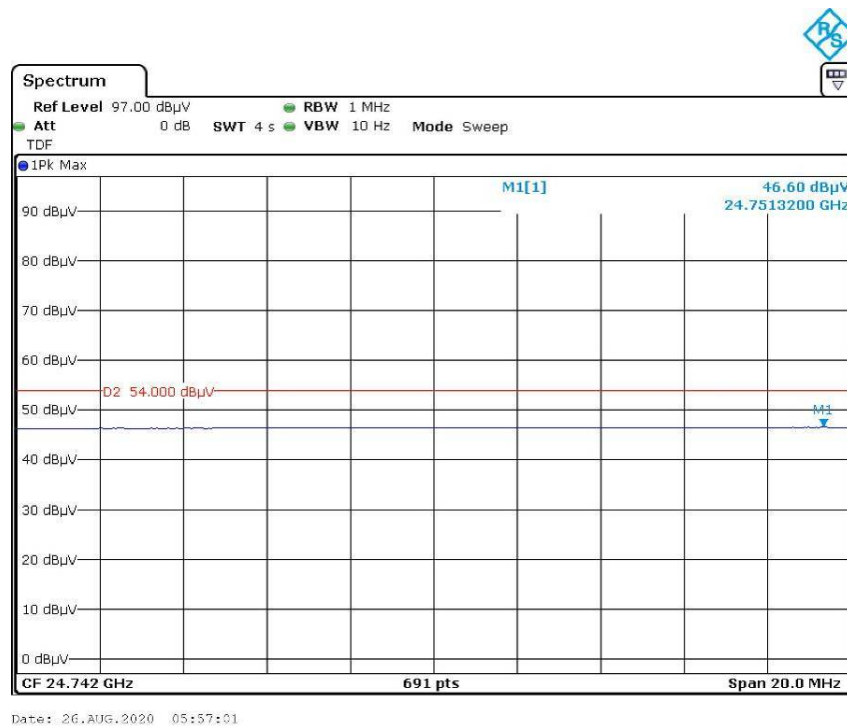 R&S
Spectrum
Ref Level 97.00 dBµV RBW 1 MHz
Att 0 dB SWT 4 s VBW 10 Hz Mode Sweep
TDF
1Pk Max
M1[1] 46.60 dBµV
24.7513200 GHz
90 dBµV
80 dBµV
70 dBµV
60 dBµV
D2 54.000 dBµV
50 dBµV
M1
40 dBµV
30 dBµV
20 dBµV
10 dBµV
0 dBµV
CF 24.742 GHz 691 pts Span 20.0 MHz
Date: 26.AUG.2020 05:57:01